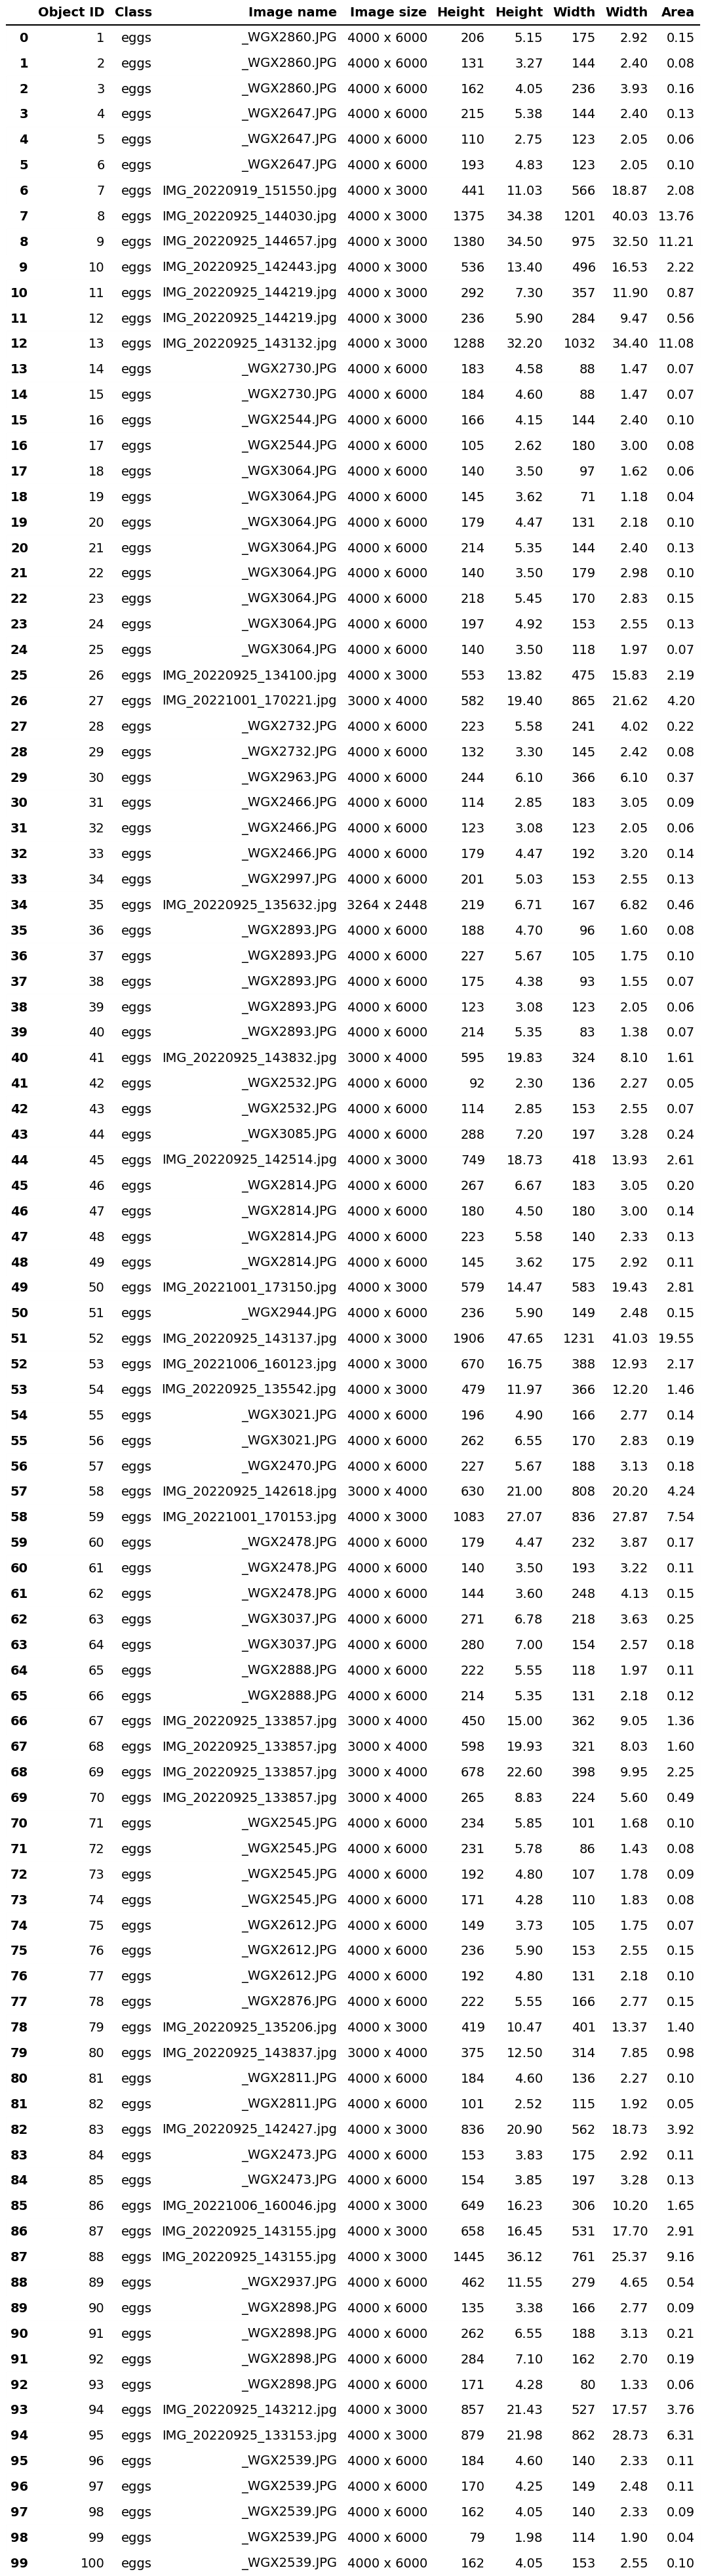 Object ID Class Image name Image size Height Height Width Width Area
0 1 eggs _WGX2860.JPG 4000 x 6000 206 5.15 175 2.92 0.15
1 2 eggs _WGX2860.JPG 4000 x 6000 131 3.27 144 2.40 0.08
2 3 eggs _WGX2860.JPG 4000 x 6000 162 4.05 236 3.93 0.16
3 4 eggs _WGX2647.JPG 4000 x 6000 215 5.38 144 2.40 0.13
4 5 eggs _WGX2647.JPG 4000 x 6000 110 2.75 123 2.05 0.06
5 6 eggs _WGX2647.JPG 4000 x 6000 193 4.83 123 2.05 0.10
6 7 eggs IMG_20220919_151550.jpg 4000 x 3000 441 11.03 566 18.87 2.08
7 8 eggs IMG_20220925_144030.jpg 4000 x 3000 1375 34.38 1201 40.03 13.76
8 9 eggs IMG_20220925_144657.jpg 4000 x 3000 1380 34.50 975 32.50 11.21
9 10 eggs IMG_20220925_142443.jpg 4000 x 3000 536 13.40 496 16.53 2.22
10 11 eggs IMG_20220925_144219.jpg 4000 x 3000 292 7.30 357 11.90 0.87
11 12 eggs IMG_20220925_144219.jpg 4000 x 3000 236 5.90 284 9.47 0.56
12 13 eggs IMG_20220925_143132.jpg 4000 x 3000 1288 32.20 1032 34.40 11.08
13 14 eggs _WGX2730.JPG 4000 x 6000 183 4.58 88 1.47 0.07
14 15 eggs _WGX2730.JPG 4000 x 6000 184 4.60 88 1.47 0.07
15 16 eggs _WGX2544.JPG 4000 x 6000 166 4.15 144 2.40 0.10
16 17 eggs _WGX2544.JPG 4000 x 6000 105 2.62 180 3.00 0.08
17 18 eggs _WGX3064.JPG 4000 x 6000 140 3.50 97 1.62 0.06
18 19 eggs _WGX3064.JPG 4000 x 6000 145 3.62 71 1.18 0.04
19 20 eggs _WGX3064.JPG 4000 x 6000 179 4.47 131 2.18 0.10
20 21 eggs _WGX3064.JPG 4000 x 6000 214 5.35 144 2.40 0.13
21 22 eggs _WGX3064.JPG 4000 x 6000 140 3.50 179 2.98 0.10
22 23 eggs _WGX3064.JPG 4000 x 6000 218 5.45 170 2.83 0.15
23 24 eggs _WGX3064.JPG 4000 x 6000 197 4.92 153 2.55 0.13
24 25 eggs _WGX3064.JPG 4000 x 6000 140 3.50 118 1.97 0.07
25 26 eggs IMG_20220925_134100.jpg 4000 x 3000 553 13.82 475 15.83 2.19
26 27 eggs IMG_20221001_170221.jpg 3000 x 4000 582 19.40 865 21.62 4.20
27 28 eggs _WGX2732.JPG 4000 x 6000 223 5.58 241 4.02 0.22
28 29 eggs _WGX2732.JPG 4000 x 6000 132 3.30 145 2.42 0.08
29 30 eggs _WGX2963.JPG 4000 x 6000 244 6.10 366 6.10 0.37
30 31 eggs _WGX2466.JPG 4000 x 6000 114 2.85 183 3.05 0.09
31 32 eggs _WGX2466.JPG 4000 x 6000 123 3.08 123 2.05 0.06
32 33 eggs _WGX2466.JPG 4000 x 6000 179 4.47 192 3.20 0.14
33 34 eggs _WGX2997.JPG 4000 x 6000 201 5.03 153 2.55 0.13
34 35 eggs IMG_20220925_135632.jpg 3264 x 2448 219 6.71 167 6.82 0.46
35 36 eggs _WGX2893.JPG 4000 x 6000 188 4.70 96 1.60 0.08
36 37 eggs _WGX2893.JPG 4000 x 6000 227 5.67 105 1.75 0.10
37 38 eggs _WGX2893.JPG 4000 x 6000 175 4.38 93 1.55 0.07
38 39 eggs _WGX2893.JPG 4000 x 6000 123 3.08 123 2.05 0.06
39 40 eggs _WGX2893.JPG 4000 x 6000 214 5.35 83 1.38 0.07
40 41 eggs IMG_20220925_143832.jpg 3000 x 4000 595 19.83 324 8.10 1.61
41 42 eggs _WGX2532.JPG 4000 x 6000 92 2.30 136 2.27 0.05
42 43 eggs _WGX2532.JPG 4000 x 6000 114 2.85 153 2.55 0.07
43 44 eggs _WGX3085.JPG 4000 x 6000 288 7.20 197 3.28 0.24
44 45 eggs IMG_20220925_142514.jpg 4000 x 3000 749 18.73 418 13.93 2.61
45 46 eggs _WGX2814.JPG 4000 x 6000 267 6.67 183 3.05 0.20
46 47 eggs _WGX2814.JPG 4000 x 6000 180 4.50 180 3.00 0.14
47 48 eggs _WGX2814.JPG 4000 x 6000 223 5.58 140 2.33 0.13
48 49 eggs _WGX2814.JPG 4000 x 6000 145 3.62 175 2.92 0.11
49 50 eggs IMG_20221001_173150.jpg 4000 x 3000 579 14.47 583 19.43 2.81
50 51 eggs _WGX2944.JPG 4000 x 6000 236 5.90 149 2.48 0.15
51 52 eggs IMG_20220925_143137.jpg 4000 x 3000 1906 47.65 1231 41.03 19.55
52 53 eggs IMG_20221006_160123.jpg 4000 x 3000 670 16.75 388 12.93 2.17
53 54 eggs IMG_20220925_135542.jpg 4000 x 3000 479 11.97 366 12.20 1.46
54 55 eggs _WGX3021.JPG 4000 x 6000 196 4.90 166 2.77 0.14
55 56 eggs _WGX3021.JPG 4000 x 6000 262 6.55 170 2.83 0.19
56 57 eggs _WGX2470.JPG 4000 x 6000 227 5.67 188 3.13 0.18
57 58 eggs IMG_20220925_142618.jpg 3000 x 4000 630 21.00 808 20.20 4.24
58 59 eggs IMG_20221001_170153.jpg 4000 x 3000 1083 27.07 836 27.87 7.54
59 60 eggs _WGX2478.JPG 4000 x 6000 179 4.47 232 3.87 0.17
60 61 eggs _WGX2478.JPG 4000 x 6000 140 3.50 193 3.22 0.11
61 62 eggs _WGX2478.JPG 4000 x 6000 144 3.60 248 4.13 0.15
62 63 eggs _WGX3037.JPG 4000 x 6000 271 6.78 218 3.63 0.25
63 64 eggs _WGX3037.JPG 4000 x 6000 280 7.00 154 2.57 0.18
64 65 eggs _WGX2888.JPG 4000 x 6000 222 5.55 118 1.97 0.11
65 66 eggs _WGX2888.JPG 4000 x 6000 214 5.35 131 2.18 0.12
66 67 eggs IMG_20220925_133857.jpg 3000 x 4000 450 15.00 362 9.05 1.36
67 68 eggs IMG_20220925_133857.jpg 3000 x 4000 598 19.93 321 8.03 1.60
68 69 eggs IMG_20220925_133857.jpg 3000 x 4000 678 22.60 398 9.95 2.25
69 70 eggs IMG_20220925_133857.jpg 3000 x 4000 265 8.83 224 5.60 0.49
70 71 eggs _WGX2545.JPG 4000 x 6000 234 5.85 101 1.68 0.10
71 72 eggs _WGX2545.JPG 4000 x 6000 231 5.78 86 1.43 0.08
72 73 eggs _WGX2545.JPG 4000 x 6000 192 4.80 107 1.78 0.09
73 74 eggs _WGX2545.JPG 4000 x 6000 171 4.28 110 1.83 0.08
74 75 eggs _WGX2612.JPG 4000 x 6000 149 3.73 105 1.75 0.07
75 76 eggs _WGX2612.JPG 4000 x 6000 236 5.90 153 2.55 0.15
76 77 eggs _WGX2612.JPG 4000 x 6000 192 4.80 131 2.18 0.10
77 78 eggs _WGX2876.JPG 4000 x 6000 222 5.55 166 2.77 0.15
78 79 eggs IMG_20220925_135206.jpg 4000 x 3000 419 10.47 401 13.37 1.40
79 80 eggs IMG_20220925_143837.jpg 3000 x 4000 375 12.50 314 7.85 0.98
80 81 eggs _WGX2811.JPG 4000 x 6000 184 4.60 136 2.27 0.10
81 82 eggs _WGX2811.JPG 4000 x 6000 101 2.52 115 1.92 0.05
82 83 eggs IMG_20220925_142427.jpg 4000 x 3000 836 20.90 562 18.73 3.92
83 84 eggs _WGX2473.JPG 4000 x 6000 153 3.83 175 2.92 0.11
84 85 eggs _WGX2473.JPG 4000 x 6000 154 3.85 197 3.28 0.13
85 86 eggs IMG_20221006_160046.jpg 4000 x 3000 649 16.23 306 10.20 1.65
86 87 eggs IMG_20220925_143155.jpg 4000 x 3000 658 16.45 531 17.70 2.91
87 88 eggs IMG_20220925_143155.jpg 4000 x 3000 1445 36.12 761 25.37 9.16
88 89 eggs _WGX2937.JPG 4000 x 6000 462 11.55 279 4.65 0.54
89 90 eggs _WGX2898.JPG 4000 x 6000 135 3.38 166 2.77 0.09
90 91 eggs _WGX2898.JPG 4000 x 6000 262 6.55 188 3.13 0.21
91 92 eggs _WGX2898.JPG 4000 x 6000 284 7.10 162 2.70 0.19
92 93 eggs _WGX2898.JPG 4000 x 6000 171 4.28 80 1.33 0.06
93 94 eggs IMG_20220925_143212.jpg 4000 x 3000 857 21.43 527 17.57 3.76
94 95 eggs IMG_20220925_133153.jpg 4000 x 3000 879 21.98 862 28.73 6.31
95 96 eggs _WGX2539.JPG 4000 x 6000 184 4.60 140 2.33 0.11
96 97 eggs _WGX2539.JPG 4000 x 6000 170 4.25 149 2.48 0.11
97 98 eggs _WGX2539.JPG 4000 x 6000 162 4.05 140 2.33 0.09
98 99 eggs _WGX2539.JPG 4000 x 6000 79 1.98 114 1.90 0.04
99 100 eggs _WGX2539.JPG 4000 x 6000 162 4.05 153 2.55 0.10